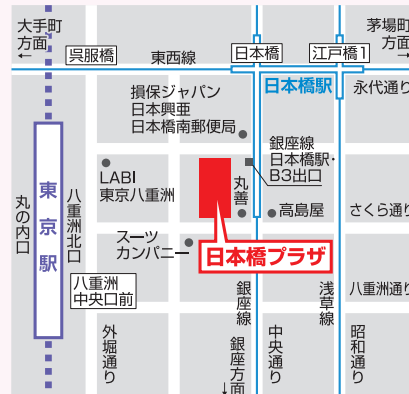 大手町
方面
←
茅場町
方面
→
呉服橋
東西線
日本橋
江戸橋1
日本橋駅
永代通り
損保ジャパン
日本興亜
日本橋南郵便局
銀座線
日本橋駅・
B3出口
LABI
東京八重洲
丸善
高島屋
さくら通り
東京駅
丸の内口
八重洲北口
スーツ
カンパニー
日本橋プラザ
八重洲
中央口前
八重洲通り
外堀通り
銀座線
銀座方面
↓
中央通り
浅草線
昭和通り